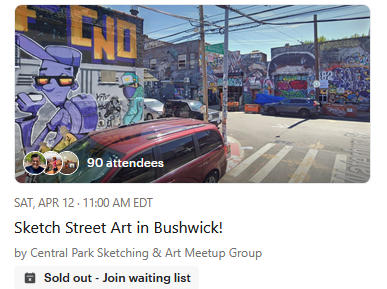 END
90 attendees
SAT, APR 12 · 11:00 AM EDT
Sketch Street Art in Bushwick!
by Central Park Sketching & Art Meetup Group
Sold out - Join waiting list